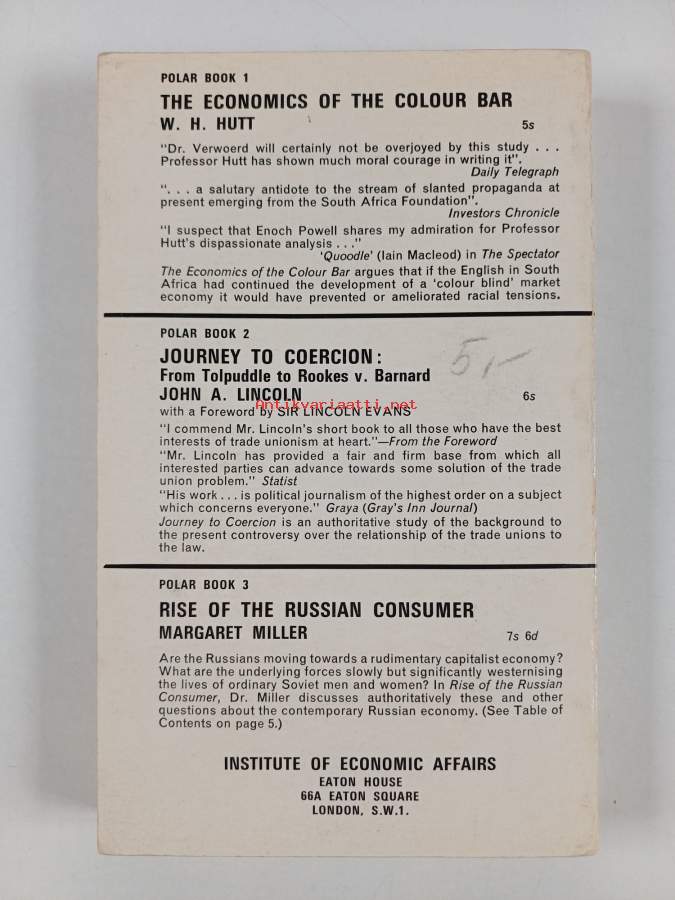 POLAR BOOK 1
THE ECONOMICS OF THE COLOUR BAR
W. H. HUTT 5s
"Dr. Verwoerd will certainly not be overjoyed by this study . . .
Professor Hutt has shown much moral courage in writing it".
Daily Telegraph
". . . a salutary antidote to the stream of slanted propaganda at
present emerging from the South Africa Foundation".
Investors Chronicle
"I suspect that Enoch Powell shares my admiration for Professor
Hutt's dispassionate analysis . . ."
'Quoodle' (Iain Macleod) in The Spectator
The Economics of the Colour Bar argues that if the English in South
Africa had continued the development of a 'colour blind' market
economy it would have prevented or ameliorated racial tensions.
POLAR BOOK 2
JOURNEY TO COERCION:
5,-
From Tolpuddle to Rookes v. Barnard
JOHN A. LINCOLN 6s
Antikvariaatti.net
with a Foreword by SIR LINCOLN EVANS
"I commend Mr. Lincoln's short book to all those who have the best
interests of trade unionism at heart."—From the Foreword
"Mr. Lincoln has provided a fair and firm base from which all
interested parties can advance towards some solution of the trade
union problem." Statist
"His work . . . is political journalism of the highest order on a subject
which concerns everyone." Graya (Gray's Inn Journal)
Journey to Coercion is an authoritative study of the background to
the present controversy over the relationship of the trade unions to
the law.
POLAR BOOK 3
RISE OF THE RUSSIAN CONSUMER
MARGARET MILLER 7s 6d
Are the Russians moving towards a rudimentary capitalist economy?
What are the underlying forces slowly but significantly westernising
the lives of ordinary Soviet men and women? In Rise of the Russian
Consumer, Dr. Miller discusses authoritatively these and other
questions about the contemporary Russian economy. (See Table of
Contents on page 5.)
INSTITUTE OF ECONOMIC AFFAIRS
EATON HOUSE
66A EATON SQUARE
LONDON, S.W.1.